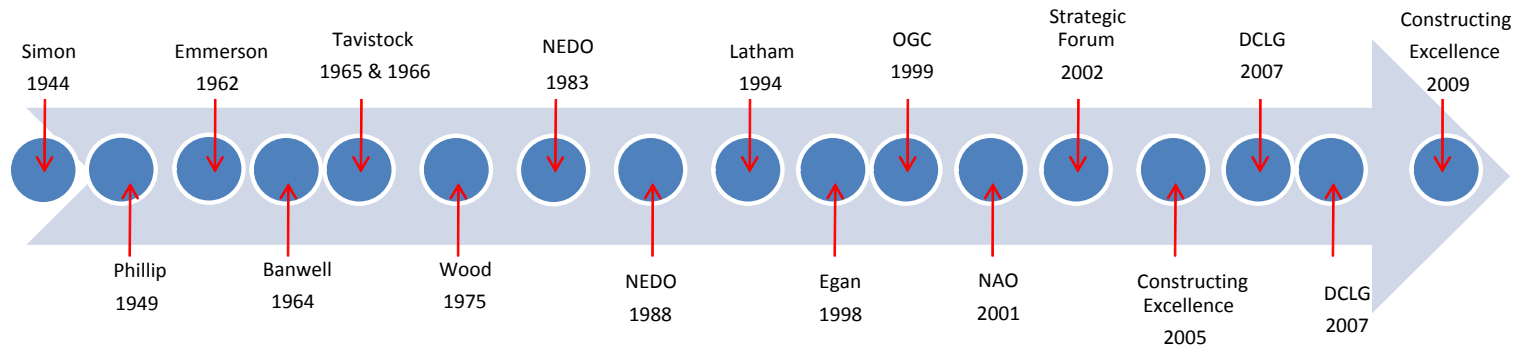 Simon
1944
Emmerson
1962
Tavistock
1965 & 1966
NEDO
1983
Latham
1994
OGC
1999
Strategic
Forum
2002
DCLG
2007
Constructing
Excellence
2009
Phillip
1949
Banwell
1964
Wood
1975
NEDO
1988
Egan
1998
NAO
2001
Constructing
Excellence
2005
DCLG
2007